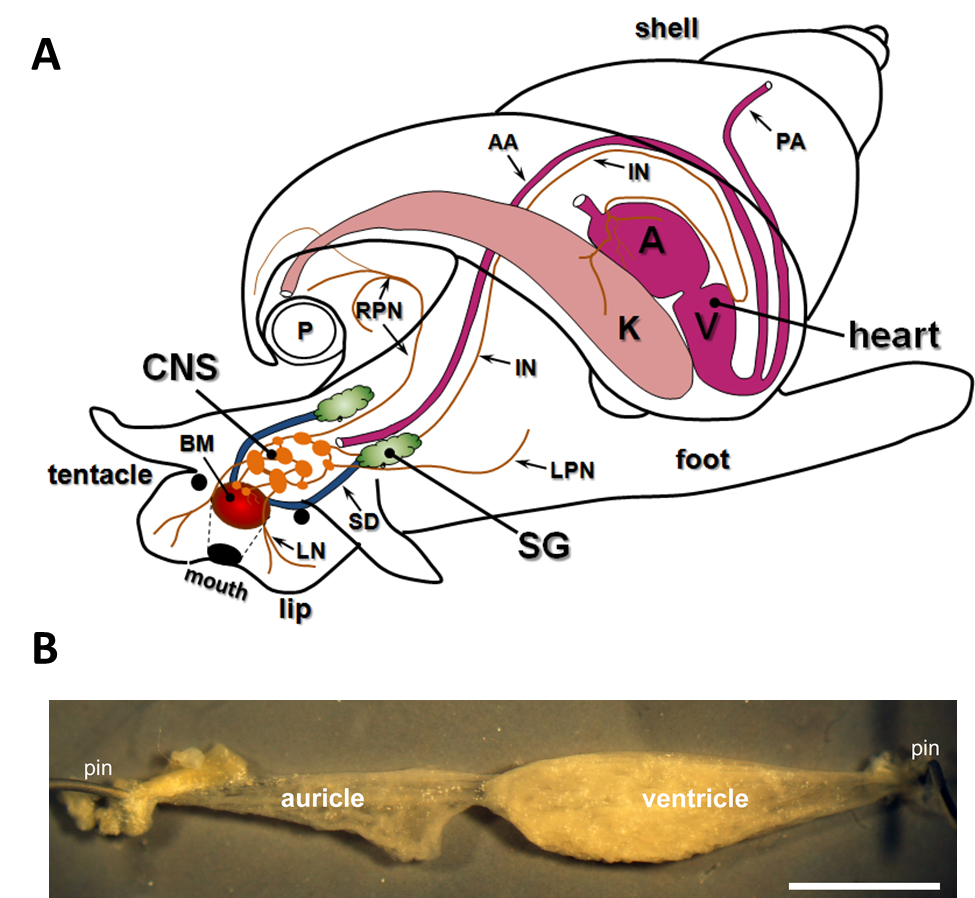 A
shell
AA
IN
PA
A
RPN
P
K
V
heart
CNS
IN
BM
tentacle
LPN
foot
SD
SG
LN
mouth
lip
B
pin
pin
auricle
ventricle